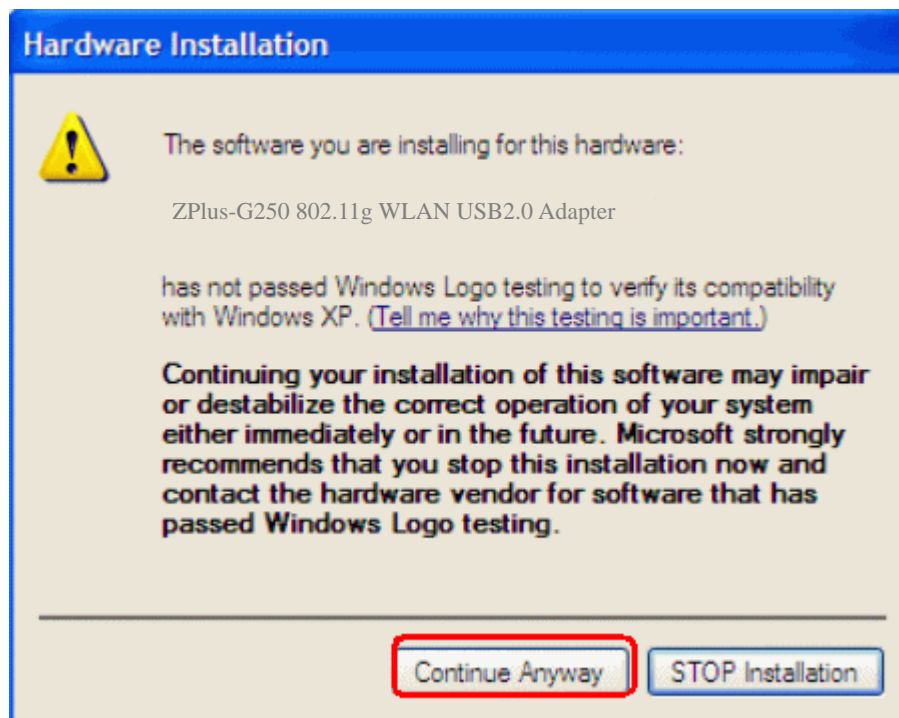 Hardware Installation
The software you are installing for this hardware:
ZPlus-G250 802.11g WLAN USB2.0 Adapter
has not passed Windows Logo testing to verify its compatibility
with Windows XP. (Tell me why this testing is important.)
Continuing your installation of this software may impair
or destabilize the correct operation of your system
either immediately or in the future. Microsoft strongly
recommends that you stop this installation now and
contact the hardware vendor for software that has
passed Windows Logo testing.
Continue Anyway
STOP Installation